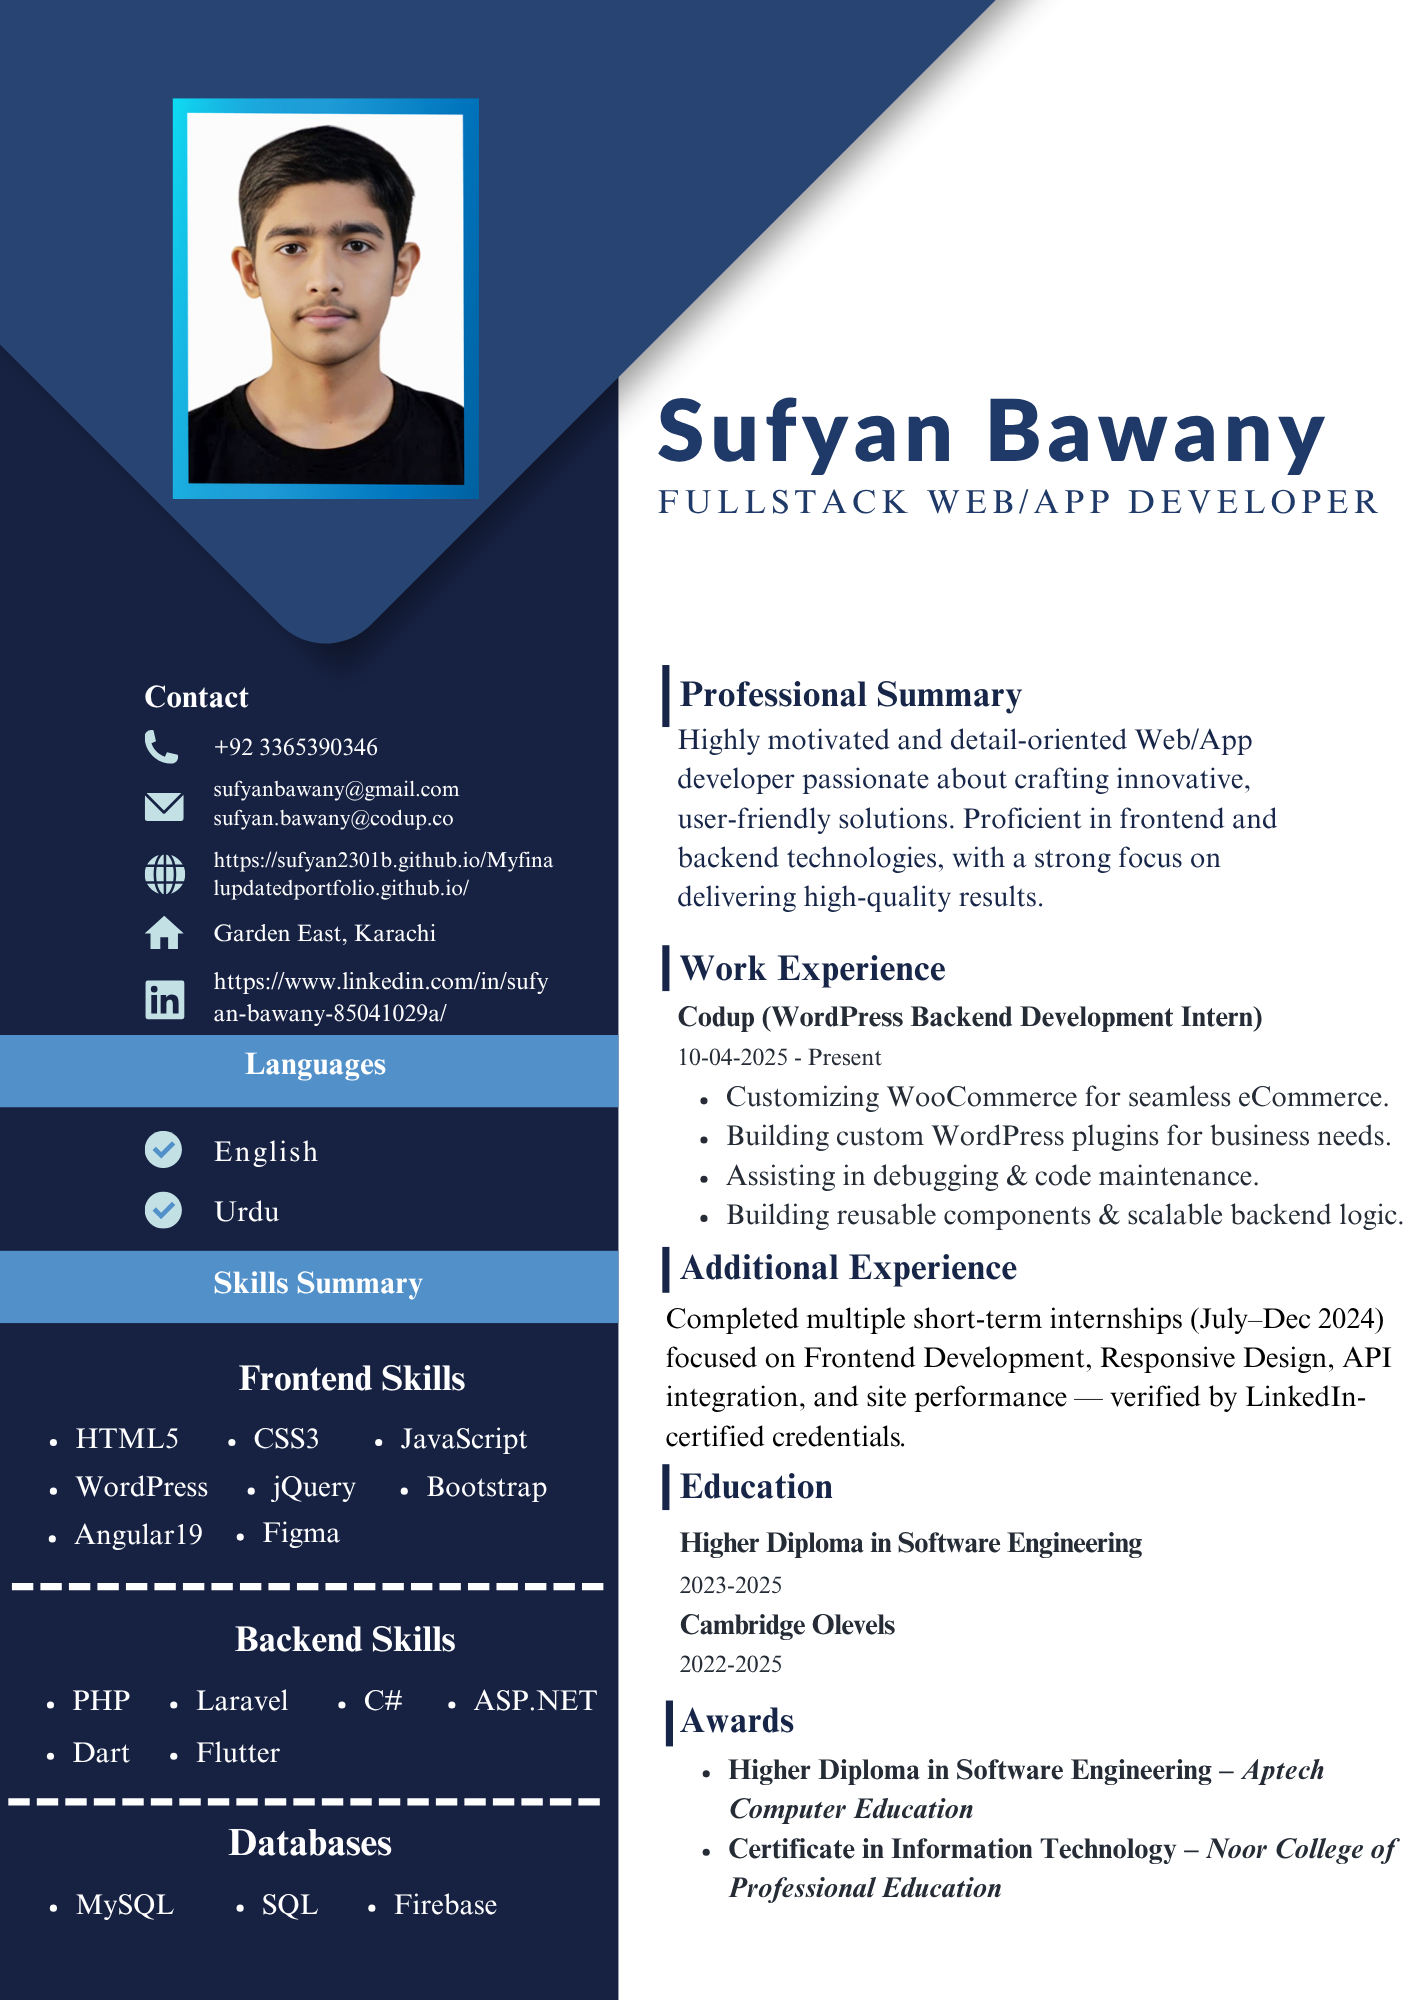 Sufyan Bawany
FULLSTACK WEB/APP DEVELOPER
Contact
+92 3365390346
sufyanbawany@gmail.com
sufyan.bawany@codup.co
https://sufyan2301b.github.io/Myfina
lupdatedportfolio.github.io/
Garden East, Karachi
in
https://www.linkedin.com/in/sufy
an-bawany-85041029a/
Languages
English
Urdu
Skills Summary
Frontend Skills
• HTML5 • CSS3 • JavaScript
• WordPress • jQuery • Bootstrap
• Angular19 • Figma
Backend Skills
• PHP • Laravel • C# • ASP.NET
• Dart • Flutter
Databases
• MySQL • SQL • Firebase
Professional Summary
Highly motivated and detail-oriented Web/App
developer passionate about crafting innovative,
user-friendly solutions. Proficient in frontend and
backend technologies, with a strong focus on
delivering high-quality results.
Work Experience
Codup (WordPress Backend Development Intern)
10-04-2025 - Present
• Customizing WooCommerce for seamless eCommerce.
• Building custom WordPress plugins for business needs.
• Assisting in debugging & code maintenance.
• Building reusable components & scalable backend logic.
Additional Experience
Completed multiple short-term internships (July–Dec 2024)
focused on Frontend Development, Responsive Design, API
integration, and site performance — verified by LinkedIn-
certified credentials.
Education
Higher Diploma in Software Engineering
2023-2025
Cambridge Olevels
2022-2025
Awards
• Higher Diploma in Software Engineering – Aptech
Computer Education
• Certificate in Information Technology – Noor College of
Professional Education